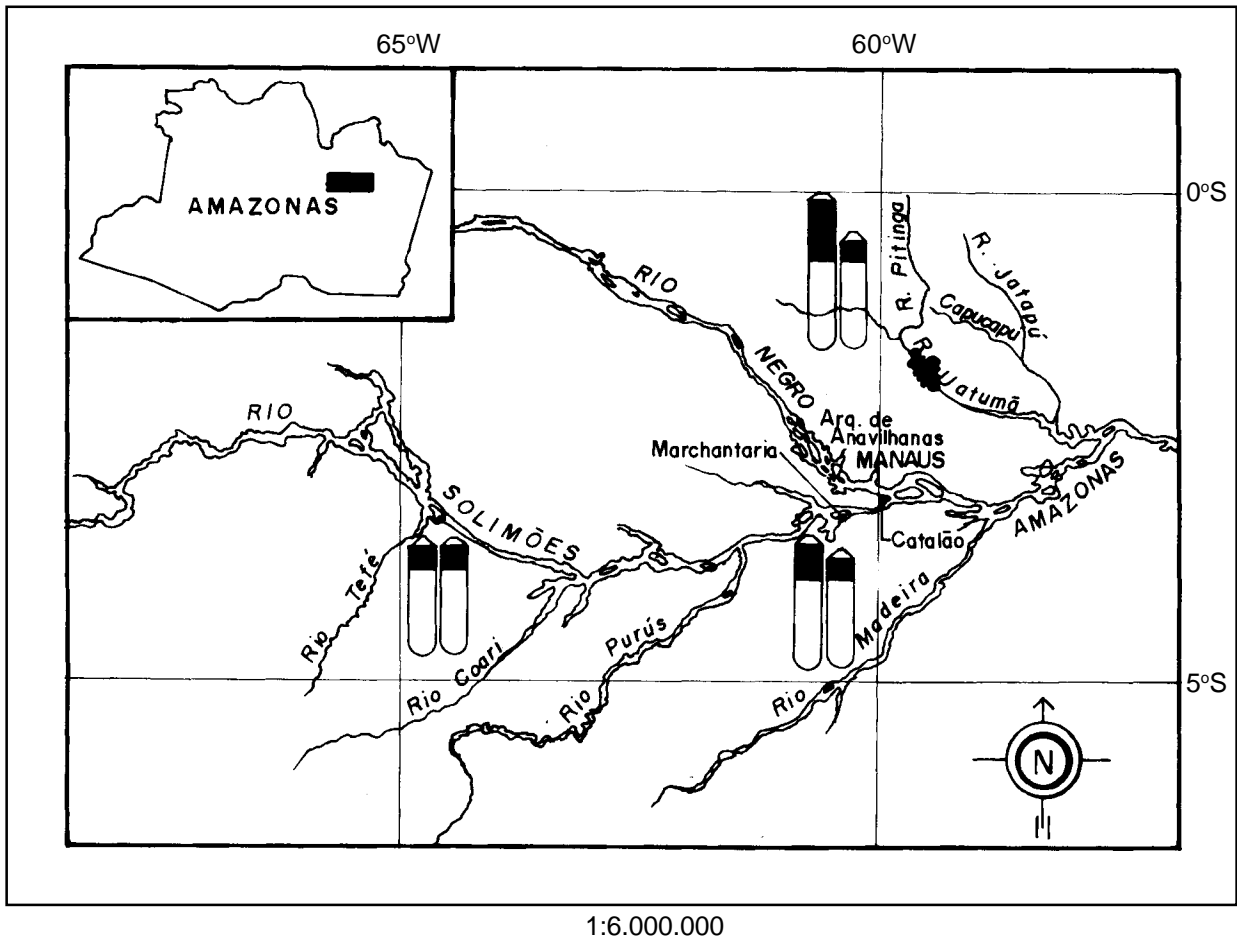 65°W
60°W
AMAZONAS
0°S
RIO
NEGRO
R. Pitinga
R. Jatapú
Capucapú
R. Uatumã
RIO
SOLIMÕES
Arq. de
Anavilhanas
Marchantaria
MANAUS
AMAZONAS
Catalão
Rio Tefé
Rio Coari
Rio Purús
Rio Madeira
5°S
N
1:6.000.000